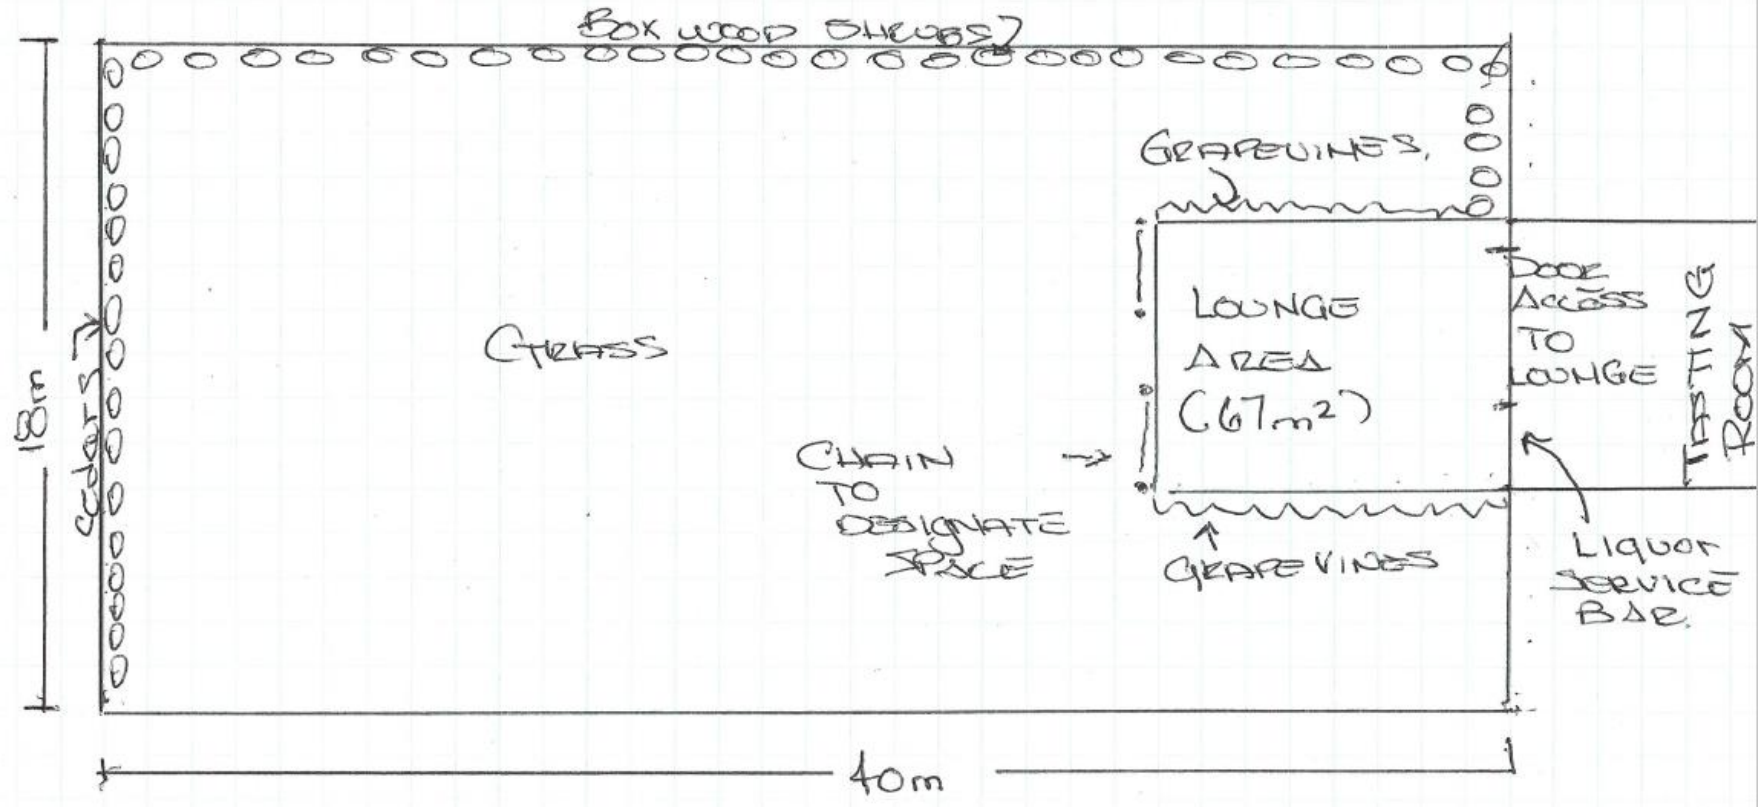 BOX WOOD SHRUBS
GRAPEVINES.
18m
cedars
GRASS
LOUNGE
AREA
(67m²)
DOOR
ACCESS
TO
LOUNGE
TASTING
ROOM
CHAIN
TO
DESIGNATE
SPACE
GRAPEVINES
LIQUOR
SERVICE
BAR.
40m